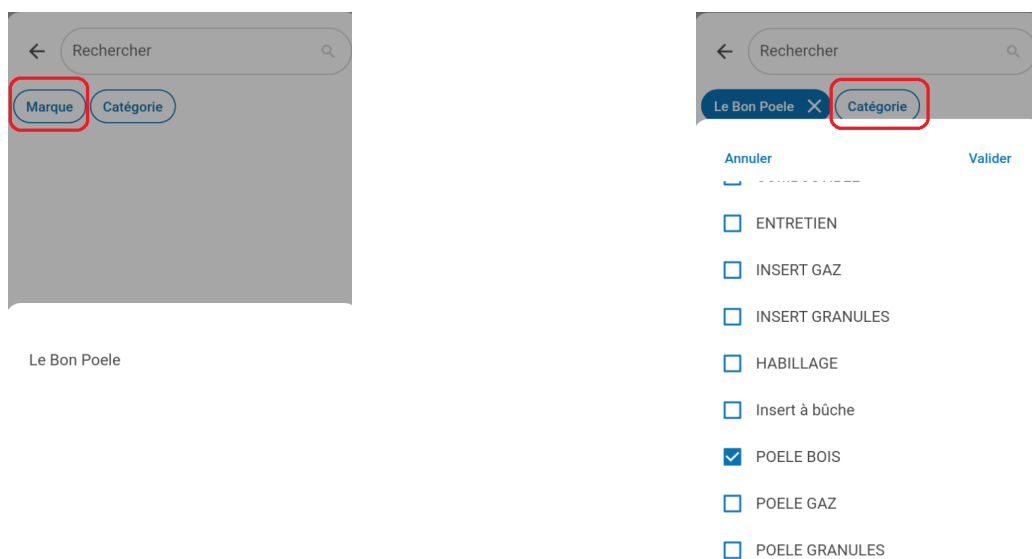 Rechercher
Marque
Catégorie
Le Bon Poele
Rechercher
Le Bon Poele
Catégorie
Annuler
Valider
ENTRETIEN
INSERT GAZ
INSERT GRANULES
HABILLAGE
Insert à bûche
POELE BOIS
POELE GAZ
POELE GRANULES